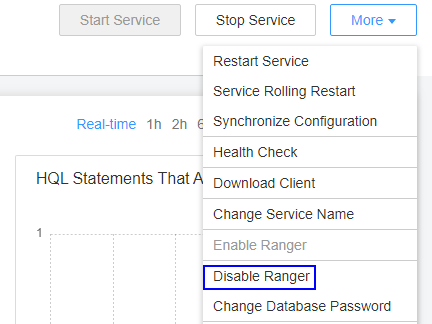 Start Service
Stop Service
More
Restart Service
Service Rolling Restart
Synchronize Configuration
Health Check
Download Client
Change Service Name
Enable Ranger
Disable Ranger
Change Database Password
Real-time 1h 2h
HQL Statements That
1